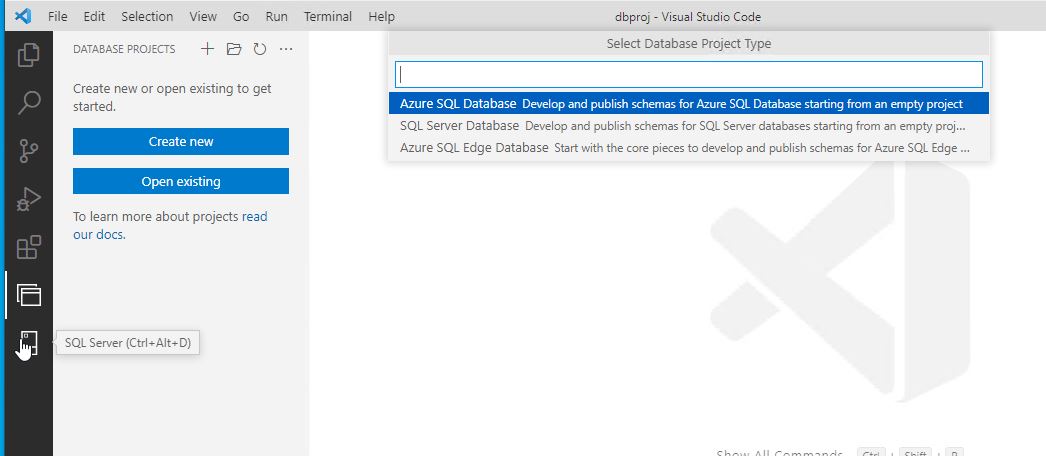 File Edit Selection View Go Run Terminal Help dbproj - Visual Studio Code
DATABASE PROJECTS
Select Database Project Type
Create new or open existing to get
started.
Create new
Open existing
To learn more about projects read
our docs.
Azure SQL Database Develop and publish schemas for Azure SQL Database starting from an empty project
SQL Server Database Develop and publish schemas for SQL Server databases starting from an empty proj...
Azure SQL Edge Database Start with the core pieces to develop and publish schemas for Azure SQL Edge ...
SQL Server (Ctrl+Alt+D)
Show All Commands Ctrl + Shift + P